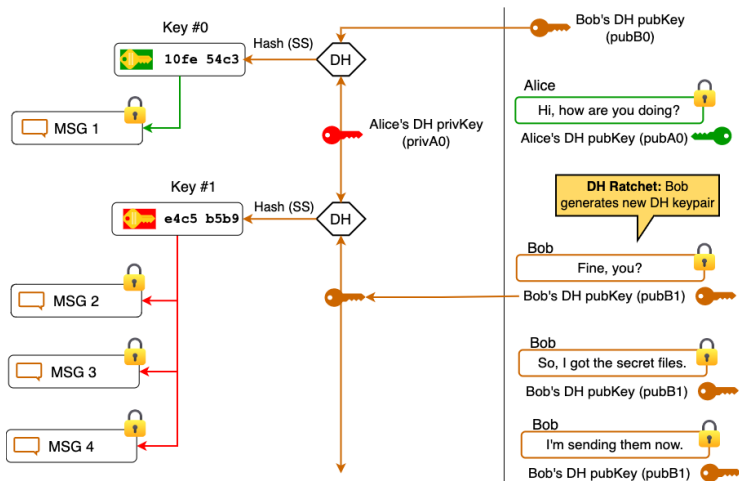 Key #0
Hash (SS)
DH
Bob's DH pubKey
(pubB0)
10fe 54c3
MSG 1
Alice's DH privKey
(privA0)
Alice
Hi, how are you doing?
Alice's DH pubKey (pubA0)
Key #1
Hash (SS)
DH
e4c5 b5b9
DH Ratchet: Bob
generates new DH keypair
Bob
Fine, you?
Bob's DH pubKey (pubB1)
MSG 2
MSG 3
MSG 4
Bob
So, I got the secret files.
Bob's DH pubKey (pubB1)
Bob
I'm sending them now.
Bob's DH pubKey (pubB1)